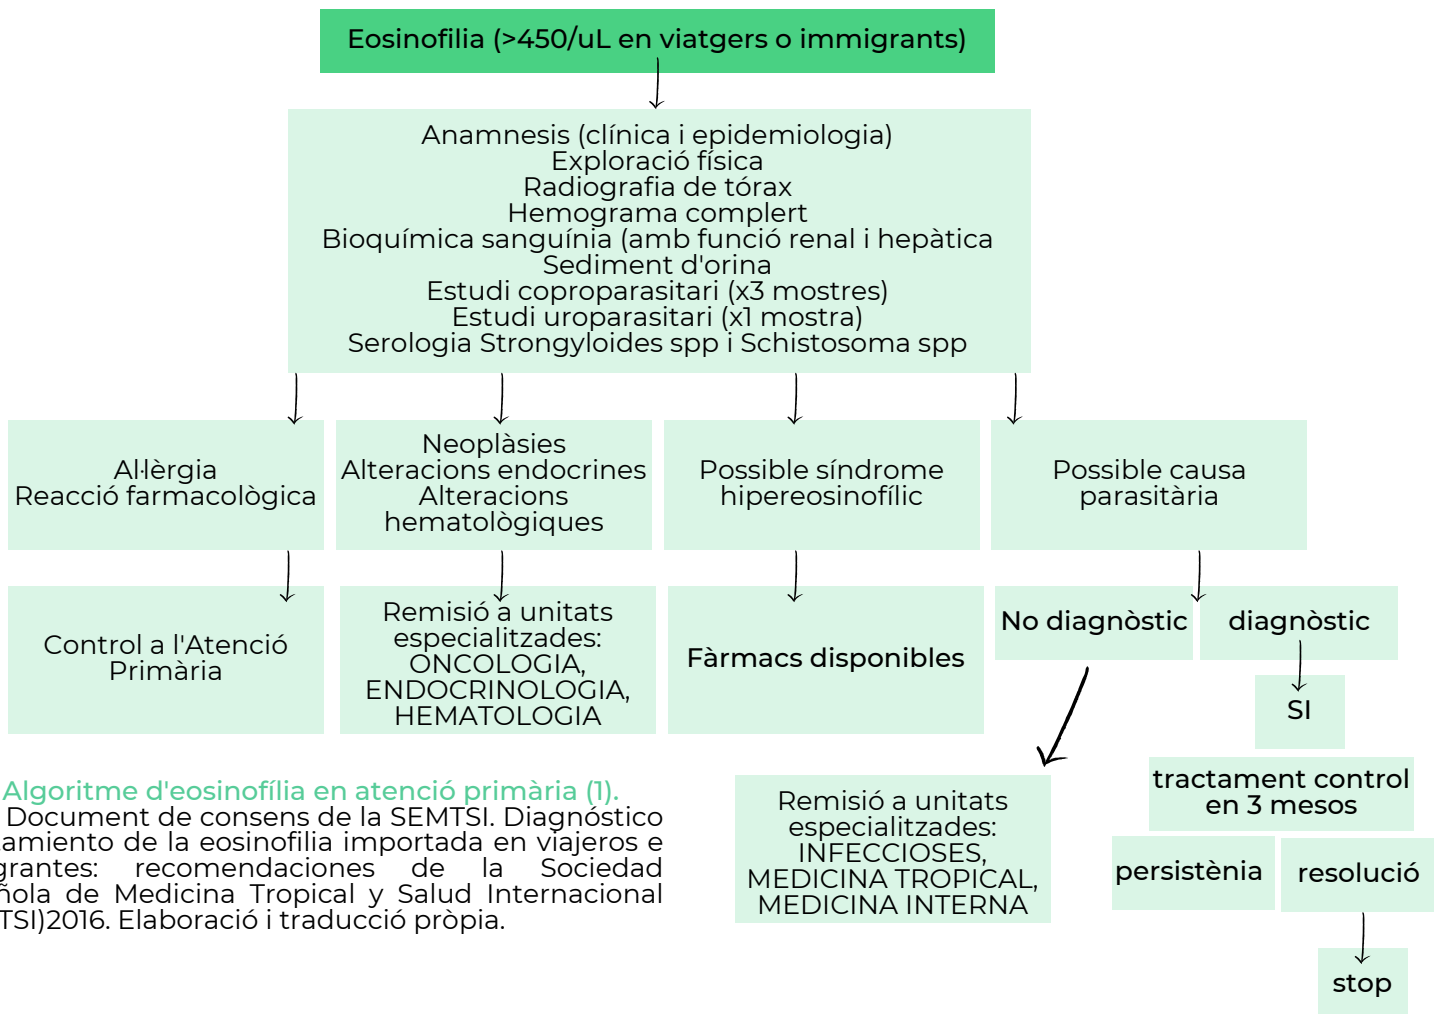 Eosinofilia (>450/uL en viatgers o immigrants)
Anamnesis (clínica i epidemiologia)
Exploració física
Radiografia de tórax
Hemograma complert
Bioquímica sanguínia (amb funció renal i hepàtica
Sediment d'orina
Estudi coproparasitari (x3 mostres)
Estudi uroparasitari (x1 mostra)
Serologia Strongyloides spp i Schistosoma spp
Al·lèrgia
Reacció farmacològica
Neoplàsies
Alteracions endocrines
Alteracions
hematològiques
Possible síndrome
hipereosinofílic
Possible causa
parasitària
Control a l'Atenció
Primària
Remisió a unitats
especialitzades:
ONCOLOGIA,
ENDOCRINOLOGIA,
HEMATOLOGIA
Fàrmacs disponibles
No diagnòstic
diagnòstic
SI
tractament control
en 3 mesos
persistènia
resolució
stop
Remisió a unitats
especialitzades:
INFECCIOSES,
MEDICINA TROPICAL,
MEDICINA INTERNA
Algoritme d'eosinofília en atenció primària (1).
Document de consens de la SEMTSI. Diagnóstico
tamiento de la eosinofilia importada en viajeros e
grantes: recomendaciones de la Sociedad
ñola de Medicina Tropical y Salud Internacional
TSI)2016. Elaboració i traducció pròpia.